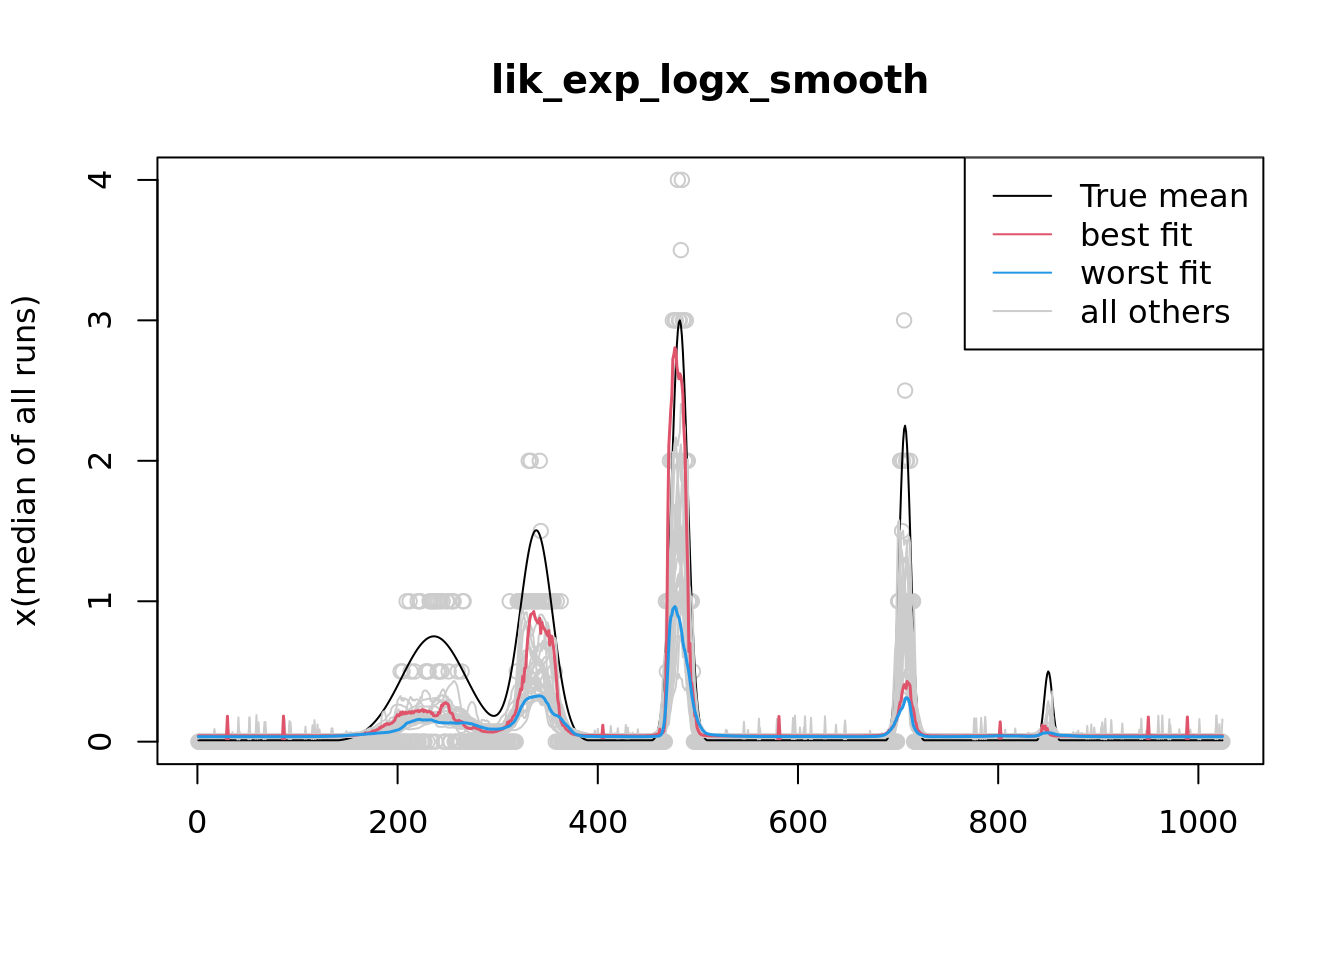 lik_exp_logx_smooth
x(median of all runs)
4
3
2
1
0
True mean
best fit
worst fit
all others
0 200 400 600 800 1000